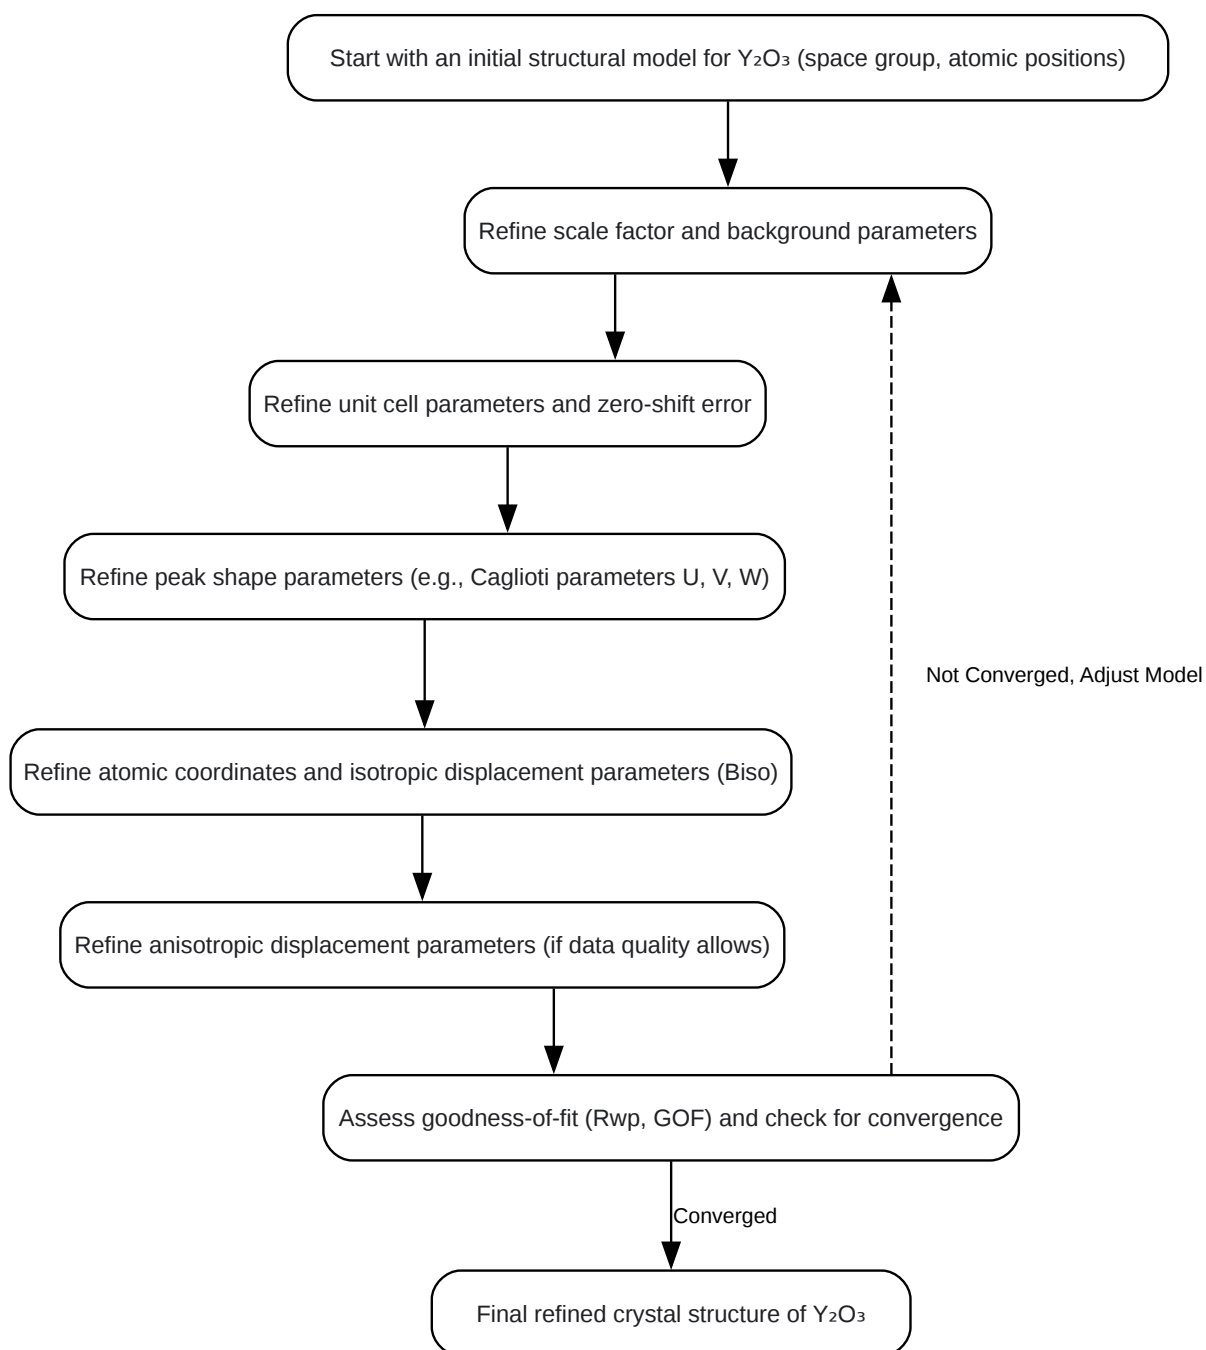 Start with an initial structural model for Y₂O₃ (space group, atomic positions)
Refine scale factor and background parameters
Refine unit cell parameters and zero-shift error
Refine peak shape parameters (e.g., Caglioti parameters U, V, W)
Not Converged, Adjust Model
Refine atomic coordinates and isotropic displacement parameters (Biso)
Refine anisotropic displacement parameters (if data quality allows)
Assess goodness-of-fit (Rwp, GOF) and check for convergence
Converged
Final refined crystal structure of Y₂O₃